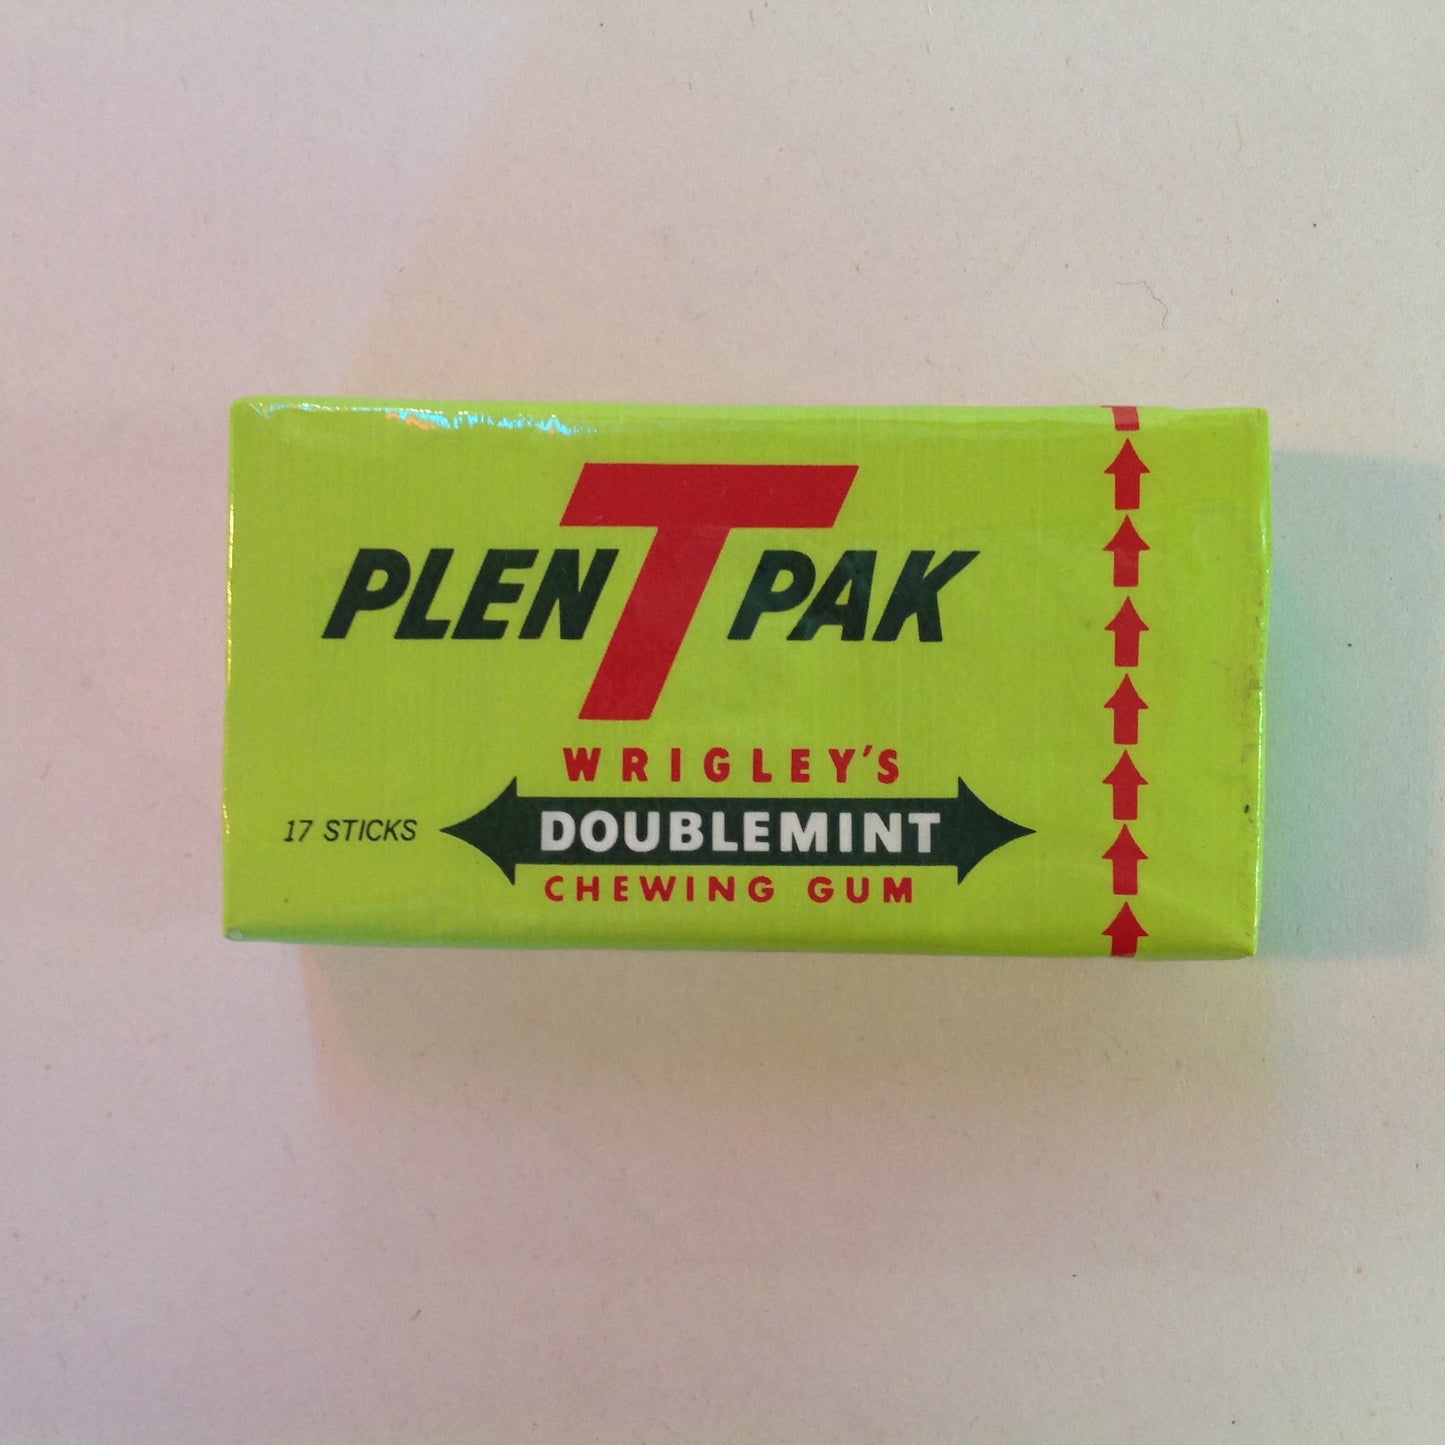 PLENTPAK
WRIGLEY'S
17 STICKS DOUBLEMINT
CHEWING GUM